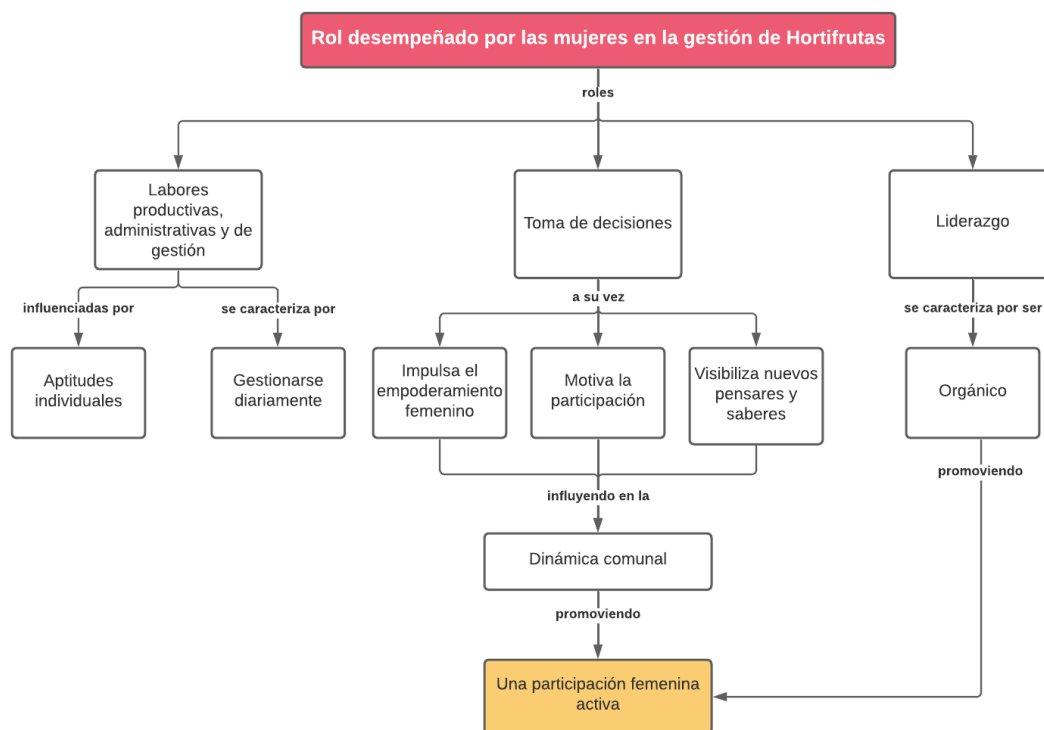 Rol desempeñado por las mujeres en la gestión de Hortifrutas
roles
Labores
productivas,
administrativas y de
gestión
Toma de decisiones
Liderazgo
influenciadas por
se caracteriza por
a su vez
se caracteriza por ser
Aptitudes
individuales
Gestionarse
diariamente
Impulsa el
empoderamiento
femenino
Motiva la
participación
Visibiliza nuevos
pensares y
saberes
Orgánico
influyendo en la
promoviendo
Dinámica comunal
promoviendo
Una participación femenina
activa